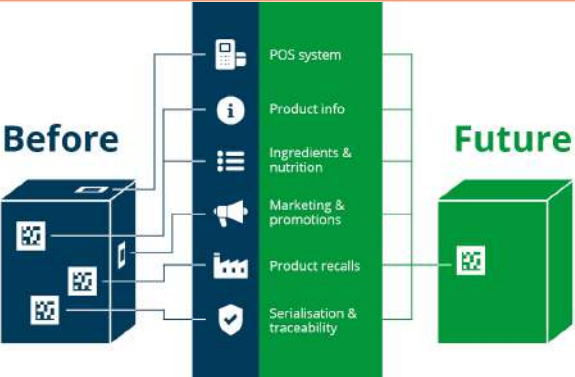 POS system
Product info
Before
Future
Ingredients &
nutrition
Marketing &
promotions
Product recalls
Serialisation &
traceability